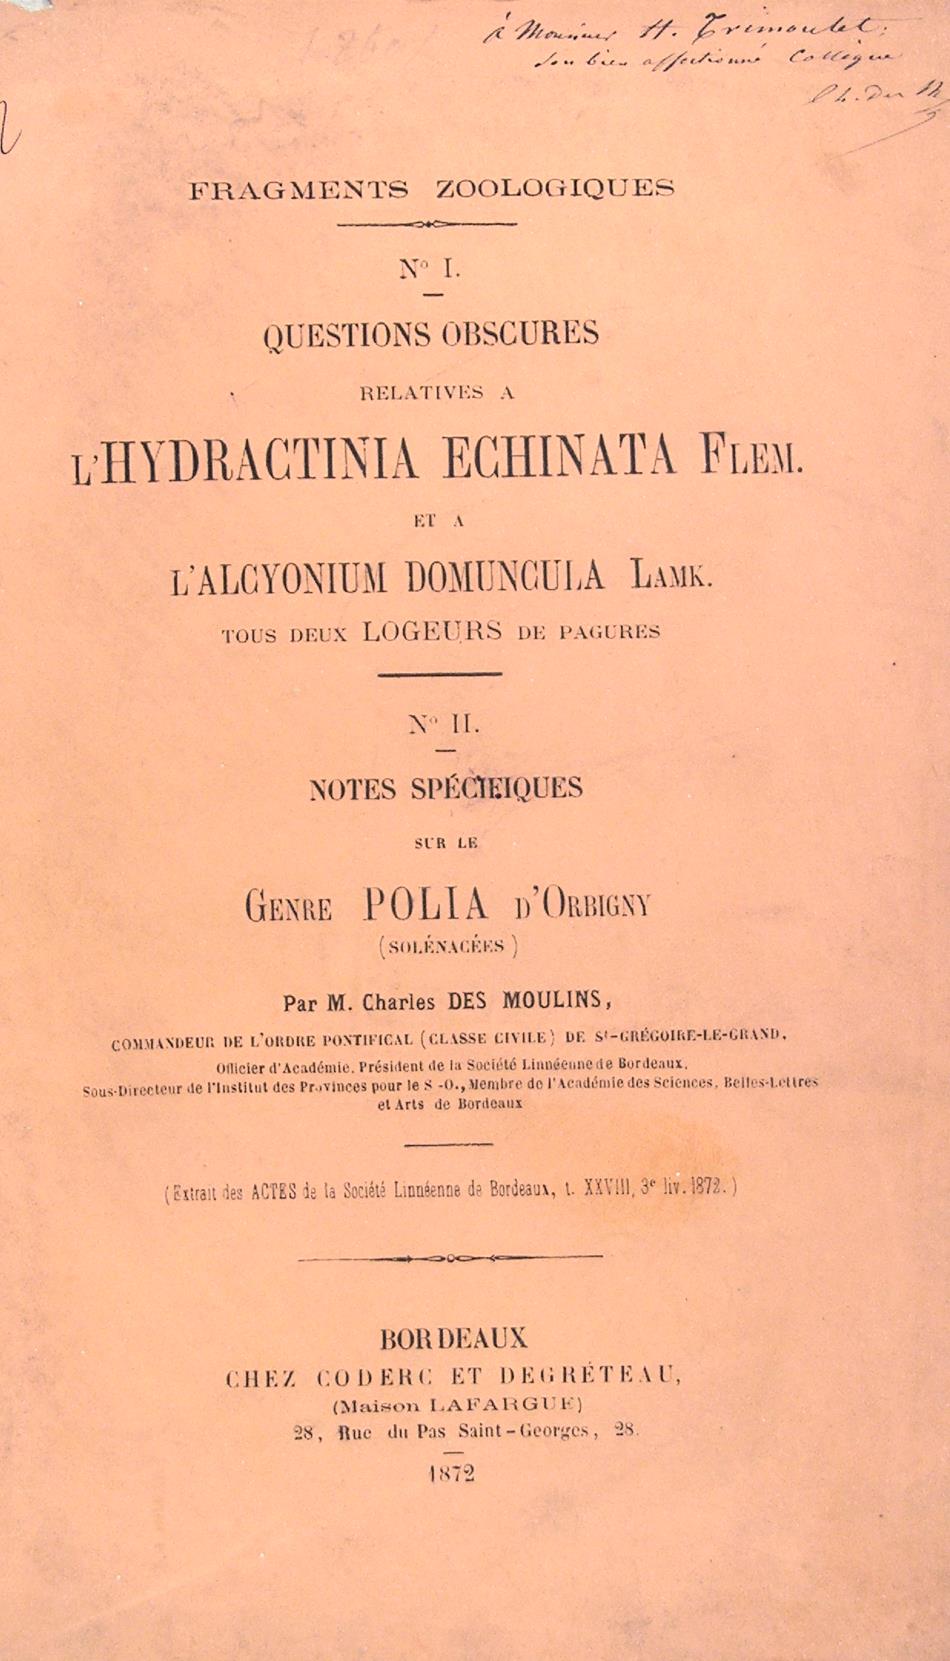 à Monsieur H. Trimoulet,
son bien affectionné Collègue
Ch. Des M
FRAGMENTS ZOOLOGIQUES
Nº I.
QUESTIONS OBSCURES
RELATIVES A
L'HYDRACTINIA ECHINATA FLEM.
ET A
L'ALCYONIUM DOMUNCULA LAMK.
TOUS DEUX LOGEURS DE PAGURES
Nº II.
NOTES SPÉCIFIQUES
SUR LE
GENRE POLIA D'ORBIGNY
(SOLÉNACÉES)
Par M. Charles DES MOULINS,
COMMANDEUR DE L'ORDRE PONTIFICAL (CLASSE CIVILE) DE St-GRÉGOIRE-LE-GRAND,
Officier d'Académie, Président de la Société Linnéenne de Bordeaux,
Sous-Directeur de l'Institut des Provinces pour le S-O., Membre de l'Académie des Sciences, Belles-Lettres
et Arts de Bordeaux
(Extrait des ACTES de la Société Linnéenne de Bordeaux, t. XXVIII, 3e liv. 1872.)
BORDEAUX
CHEZ CODERC ET DEGRÉTEAU,
(Maison LAFARGUE)
28, Rue du Pas Saint-Georges, 28.
1872